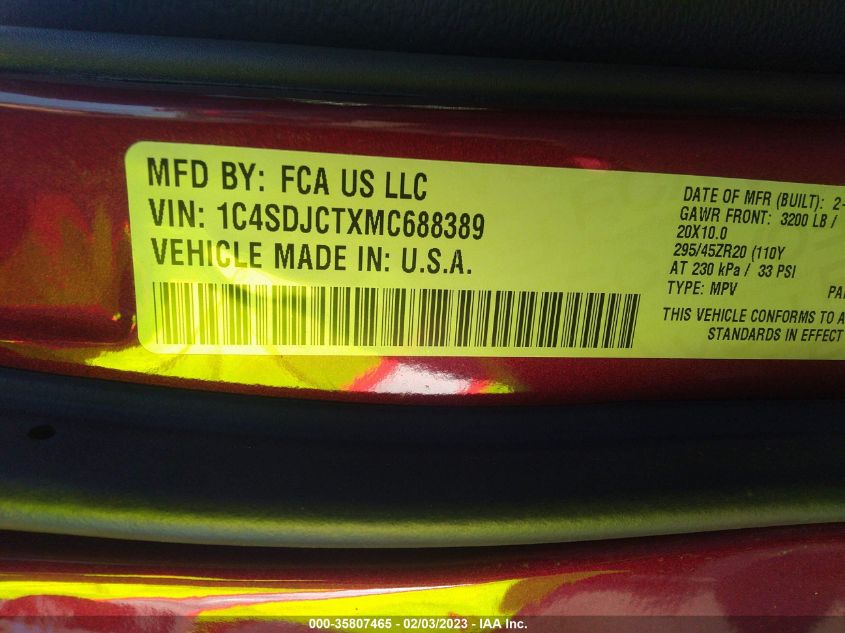 MFD BY: FCA US LLC
VIN: 1C4SDJCTXMC688389
VEHICLE MADE IN: U.S.A.
DATE OF MFR (BUILT): 2-
GAWR FRONT: 3200 LB /
20X10.0
295/45ZR20 (110Y
AT 230 kPa / 33 PSI
TYPE: MPV
THIS VEHICLE CONFORMS TO A
STANDARDS IN EFFECT
000-35807465 - 02/03/2023 - IAA Inc.